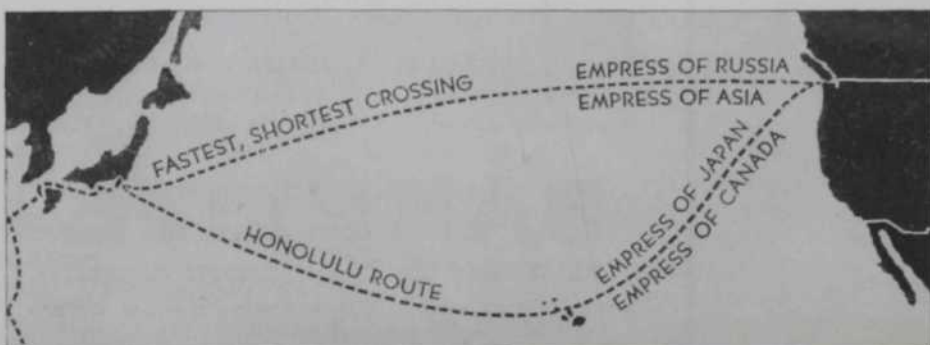 FASTEST, SHORTEST CROSSING
EMPRESS OF RUSSIA
EMPRESS OF ASIA
HONOLULU ROUTE
EMPRESS OF JAPAN
EMPRESS OF CANADA